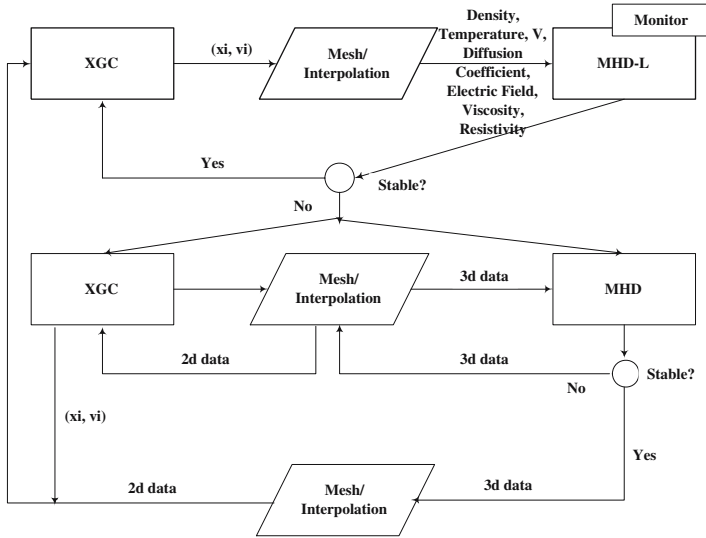 Monitor
Density,
Temperature, V,
Diffusion
Coefficient,
Electric Field,
Viscosity,
Resistivity
XGC
(xi, vi)
Mesh/
Interpolation
MHD-L
Yes
Stable?
No
XGC
Mesh/
Interpolation
3d data
MHD
2d data
3d data
No
Stable?
(xi, vi)
Yes
2d data
Mesh/
Interpolation
3d data